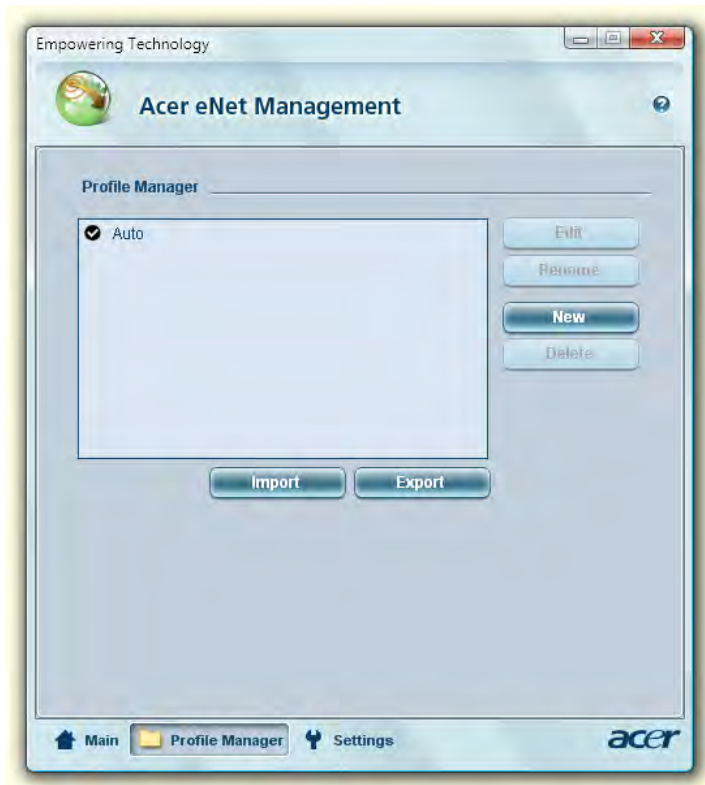 Empowering Technology
Acer eNet Management
Profile Manager
Auto
Edit
Rename
New
Delete
Import
Export
Main
Profile Manager
Settings
acer